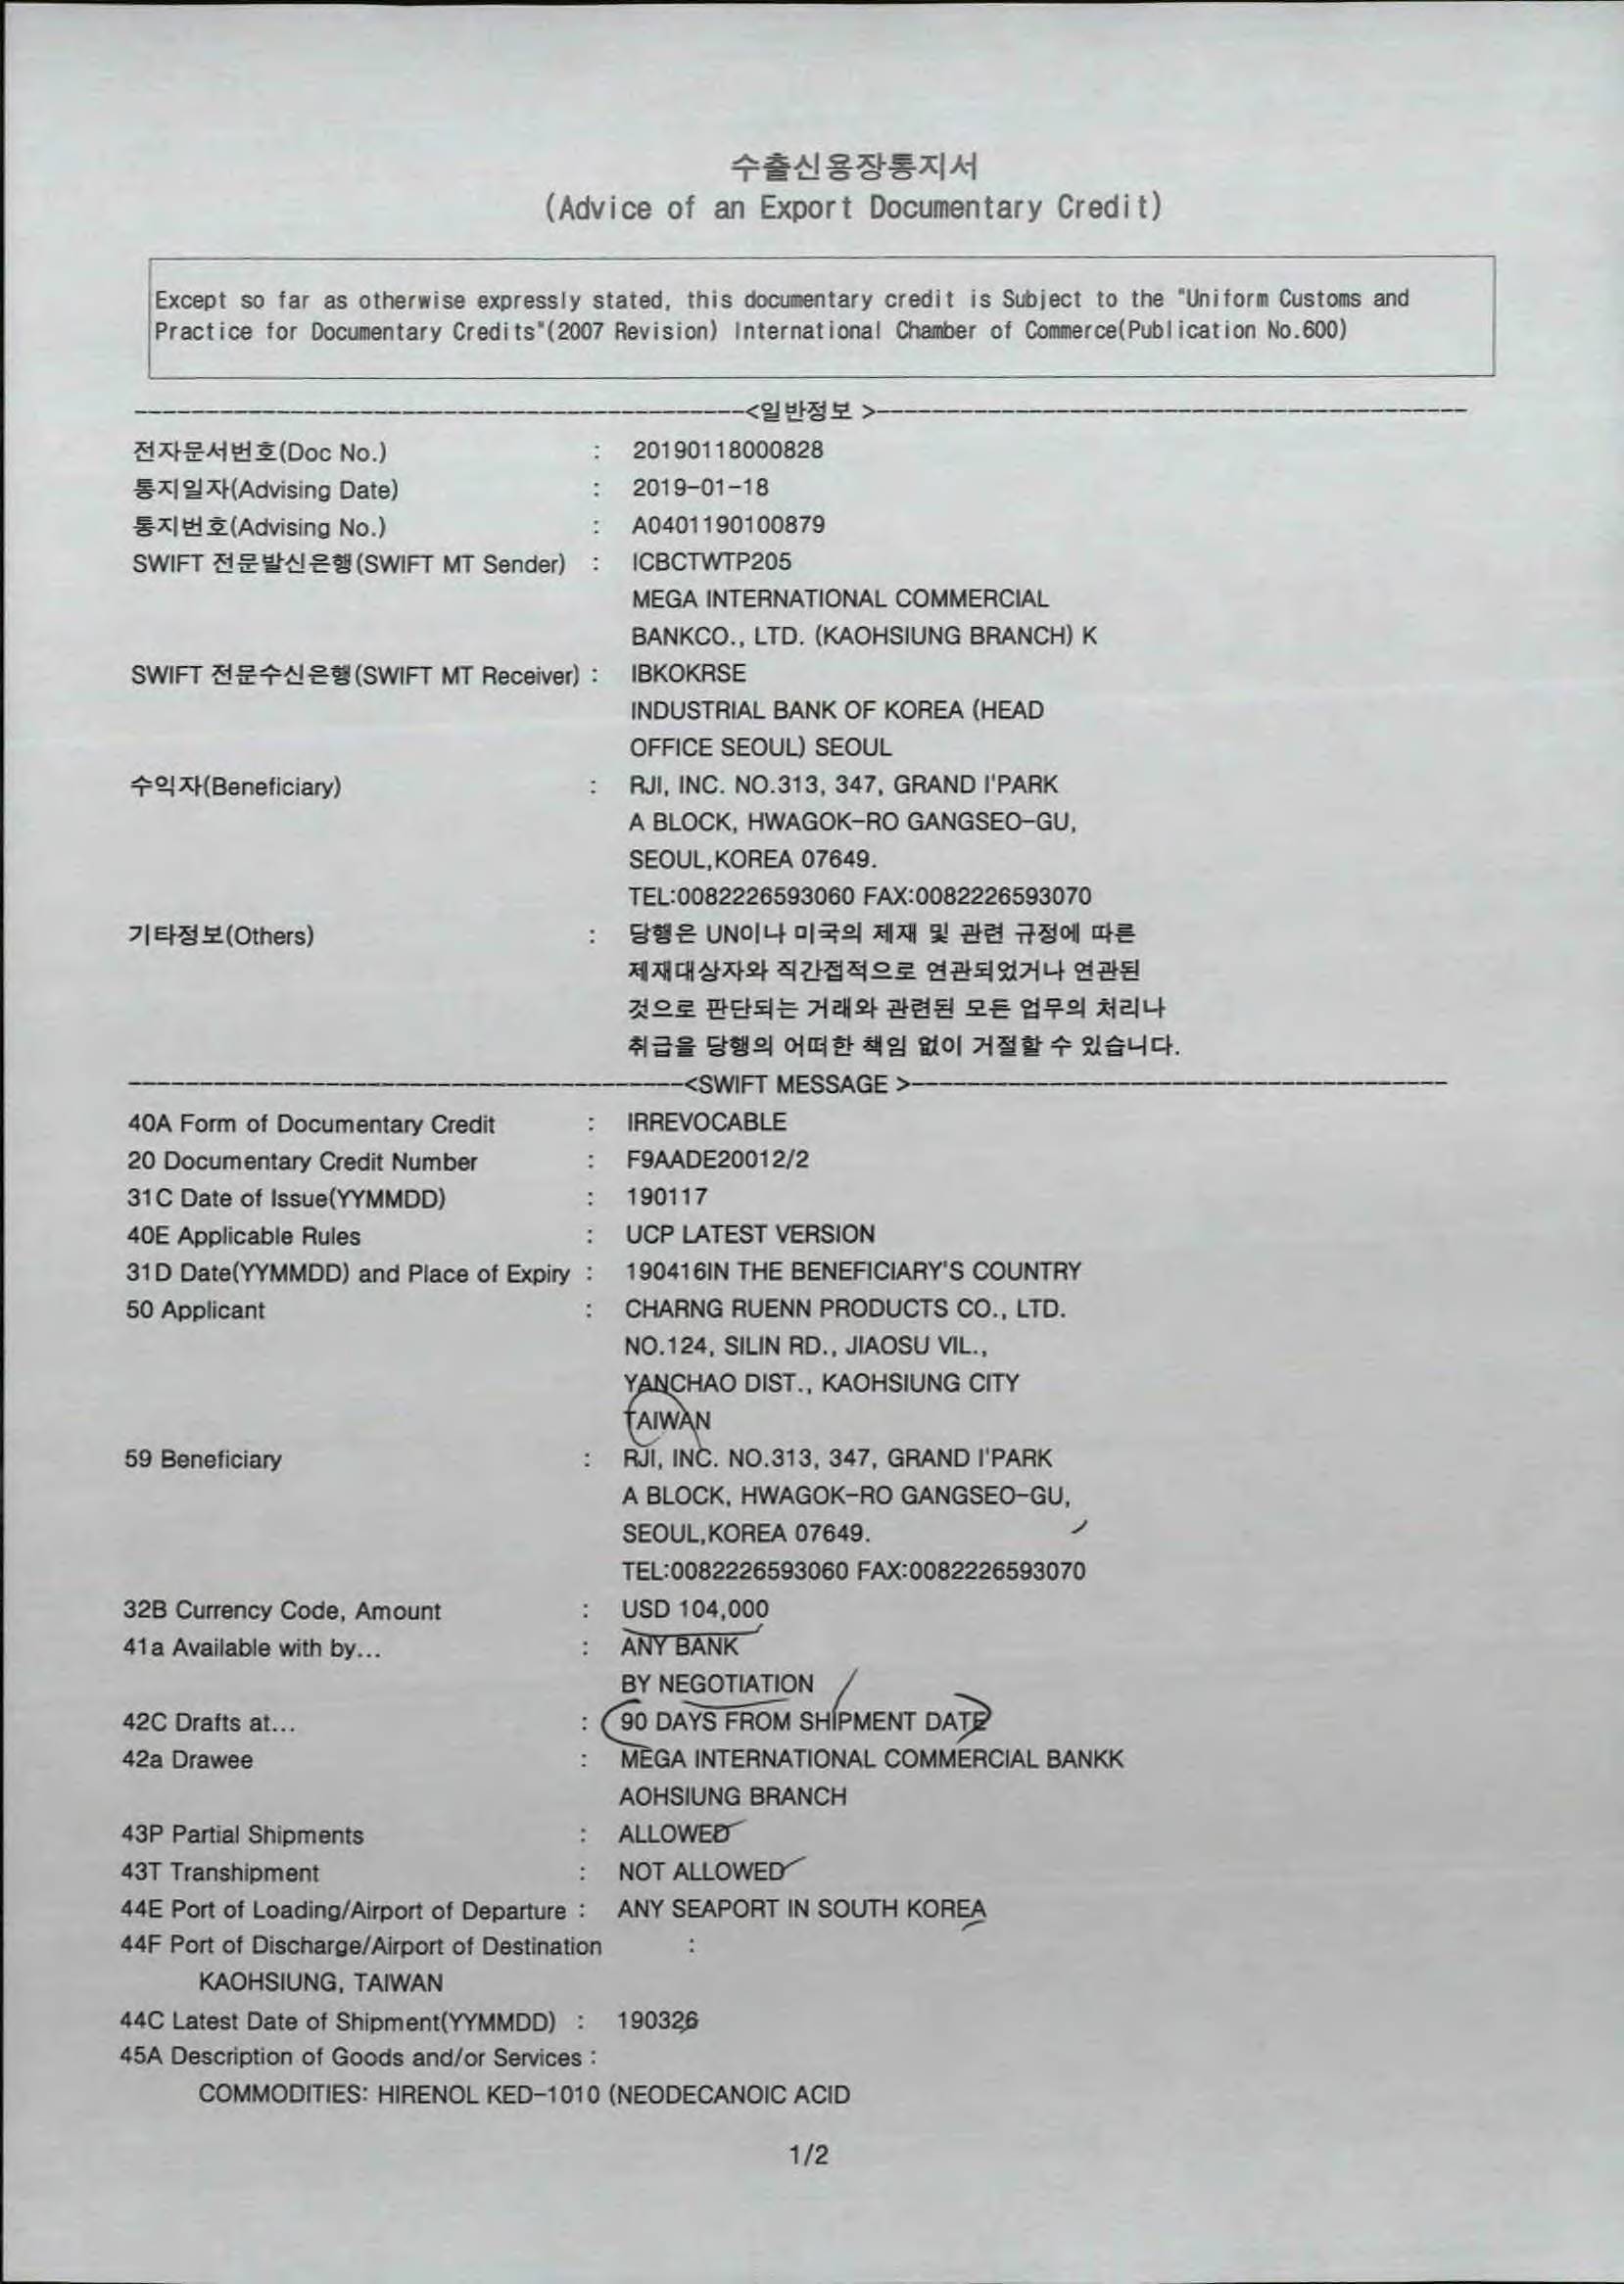 수출신용장통지서
(Advice of an Export Documentary Credit)
Except so far as otherwise expressly stated, this documentary credit is Subject to the "Uniform Customs and
Practice for Documentary Credits"(2007 Revision) International Chamber of Commerce(Publication No.600)
--------------------<일반정보 >--------------------
전자문서번호(Doc No.) : 20190118000828
통지일자(Advising Date) : 2019-01-18
통지번호(Advising No.) : A0401190100879
SWIFT 전문발신은행(SWIFT MT Sender) : ICBCTWTP205
MEGA INTERNATIONAL COMMERCIAL
BANKCO., LTD. (KAOHSIUNG BRANCH) K
SWIFT 전문수신은행(SWIFT MT Receiver) : IBKOKRSE
INDUSTRIAL BANK OF KOREA (HEAD
OFFICE SEOUL) SEOUL
수익자(Beneficiary) : RJI, INC. NO.313, 347, GRAND I'PARK
A BLOCK, HWAGOK-RO GANGSEO-GU,
SEOUL,KOREA 07649.
TEL:0082226593060 FAX:0082226593070
기타정보(Others) : 당행은 UN이나 미국의 제재 및 관련 규정에 따른
제재대상자와 직간접적으로 연관되었거나 연관된
것으로 판단되는 거래와 관련된 모든 업무의 처리나
취급을 당행의 어떠한 책임 없이 거절할 수 있습니다.
--------------------<SWIFT MESSAGE >--------------------
40A Form of Documentary Credit : IRREVOCABLE
20 Documentary Credit Number : F9AADE20012/2
31C Date of Issue(YYMMDD) : 190117
40E Applicable Rules : UCP LATEST VERSION
31D Date(YYMMDD) and Place of Expiry : 190416IN THE BENEFICIARY'S COUNTRY
50 Applicant : CHARNG RUENN PRODUCTS CO., LTD.
NO.124, SILIN RD., JIAOSU VIL.,
YANCHAO DIST., KAOHSIUNG CITY
TAIWAN
59 Beneficiary : RJI, INC. NO.313, 347, GRAND I'PARK
A BLOCK, HWAGOK-RO GANGSEO-GU,
SEOUL,KOREA 07649.
TEL:0082226593060 FAX:0082226593070
32B Currency Code, Amount : USD 104,000
41a Available with by... : ANY BANK
BY NEGOTIATION
42C Drafts at... : 90 DAYS FROM SHIPMENT DATE
42a Drawee : MEGA INTERNATIONAL COMMERCIAL BANKK
AOHSIUNG BRANCH
43P Partial Shipments : ALLOWED
43T Transhipment : NOT ALLOWED
44E Port of Loading/Airport of Departure : ANY SEAPORT IN SOUTH KOREA
44F Port of Discharge/Airport of Destination :
KAOHSIUNG, TAIWAN
44C Latest Date of Shipment(YYMMDD) : 190326
45A Description of Goods and/or Services :
COMMODITIES: HIRENOL KED-1010 (NEODECANOIC ACID
1/2